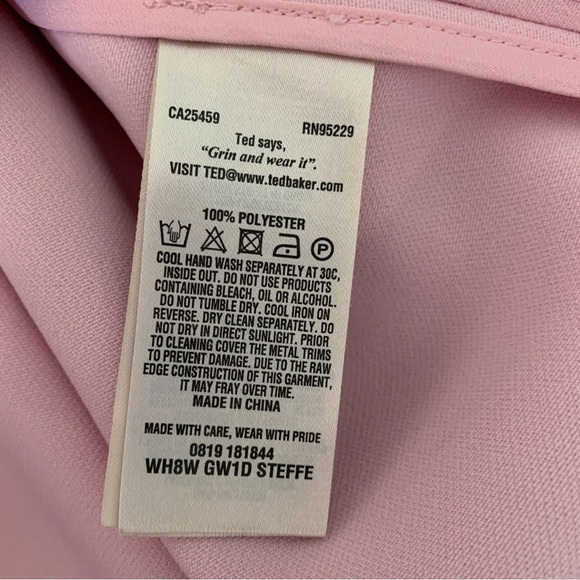 CA25459 RN95229
Ted says,
"Grin and wear it".
VISIT TED@www.tedbaker.com
100% POLYESTER
P
COOL HAND WASH SEPARATELY AT 30C,
INSIDE OUT. DO NOT USE PRODUCTS
CONTAINING BLEACH, OIL OR ALCOHOL.
DO NOT TUMBLE DRY. COOL IRON ON
REVERSE. DRY CLEAN SEPARATELY. DO
NOT DRY IN DIRECT SUNLIGHT. PRIOR
TO CLEANING COVER THE METAL TRIMS
TO PREVENT DAMAGE. DUE TO THE RAW
EDGE CONSTRUCTION OF THIS GARMENT,
IT MAY FRAY OVER TIME.
MADE IN CHINA
MADE WITH CARE, WEAR WITH PRIDE
0819 181844
WH8W GW1D STEFFE